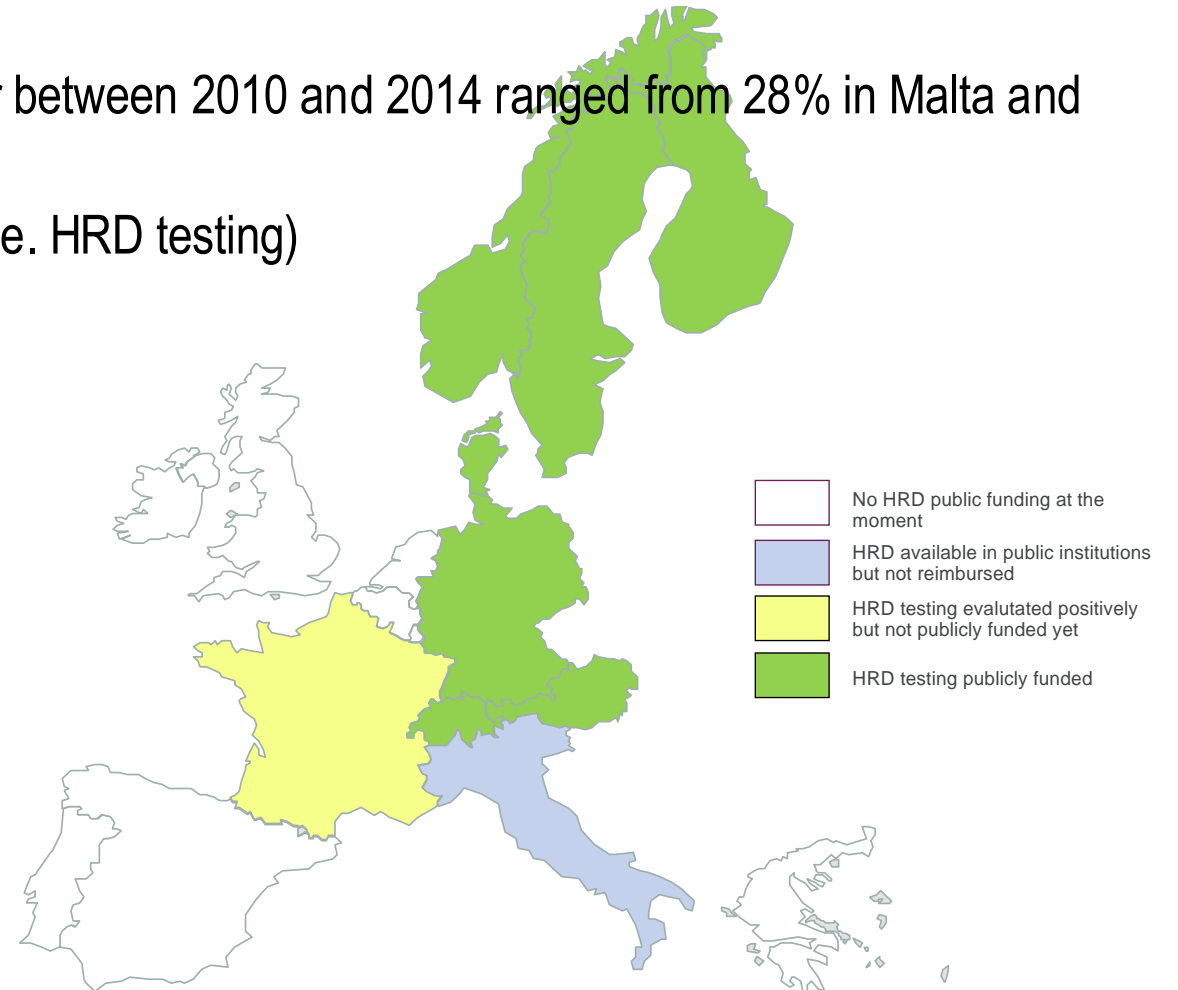 r between 2010 and 2014 ranged from 28% in Malta and
e. HRD testing)
No HRD public funding at the
moment
HRD available in public institutions
but not reimbursed
HRD testing evalutated positively
but not publicly funded yet
HRD testing publicly funded